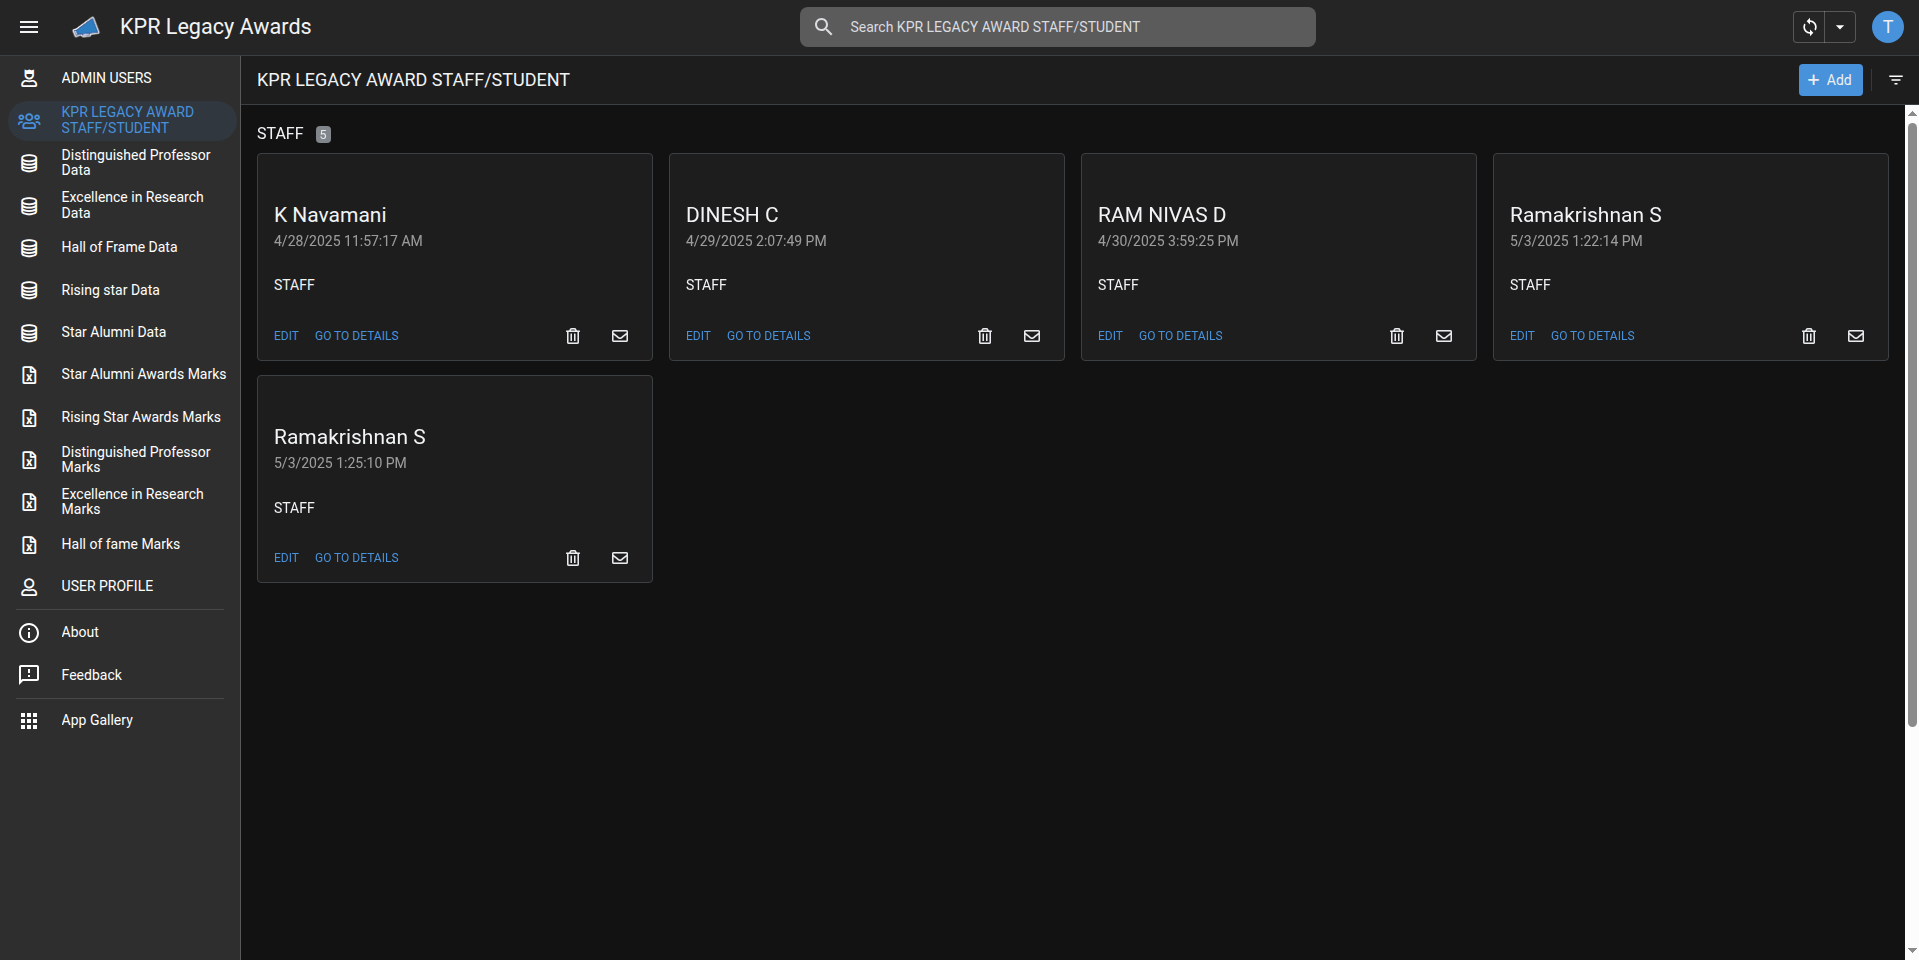 KPR Legacy Awards
Search KPR LEGACY AWARD STAFF/STUDENT
T
ADMIN USERS
KPR LEGACY AWARD
STAFF/STUDENT
Distinguished Professor
Data
Excellence in Research
Data
Hall of Frame Data
Rising star Data
Star Alumni Data
Star Alumni Awards Marks
Rising Star Awards Marks
Distinguished Professor
Marks
Excellence in Research
Marks
Hall of fame Marks
USER PROFILE
About
Feedback
App Gallery
KPR LEGACY AWARD STAFF/STUDENT
+ Add
STAFF 5
K Navamani
4/28/2025 11:57:17 AM
STAFF
EDIT GO TO DETAILS
DINESH C
4/29/2025 2:07:49 PM
STAFF
EDIT GO TO DETAILS
RAM NIVAS D
4/30/2025 3:59:25 PM
STAFF
EDIT GO TO DETAILS
Ramakrishnan S
5/3/2025 1:22:14 PM
STAFF
EDIT GO TO DETAILS
Ramakrishnan S
5/3/2025 1:25:10 PM
STAFF
EDIT GO TO DETAILS